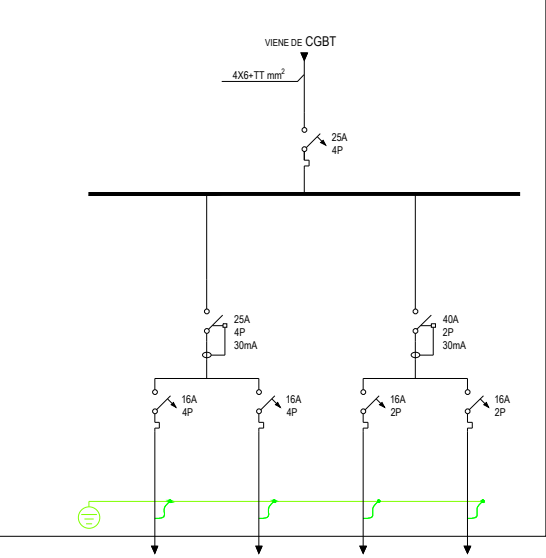 VIENE DE CGBT
4X6+TT mm²
25A
4P
25A
4P
30mA
40A
2P
30mA
16A
4P
16A
4P
16A
2P
16A
2P